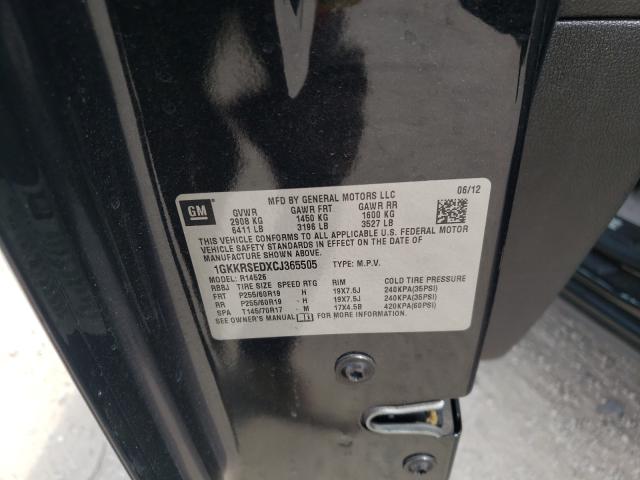 MFD BY GENERAL MOTORS LLC 06/12
GM GVWR GAWR FRT GAWR RR
2908 KG 1450 KG 1600 KG
6411 LB 3196 LB 3527 LB
THIS VEHICLE CONFORMS TO ALL APPLICABLE U.S. FEDERAL MOTOR
VEHICLE SAFETY STANDARDS IN EFFECT ON THE DATE OF
MANUFACTURE SHOWN ABOVE.
1GKKRSEDXCJ365505 TYPE: M.P.V.
MODEL: R14526
RBBJ TIRE SIZE SPEED RTG RIM COLD TIRE PRESSURE
FRT P255/60R19 - H 19X7.5J 240KPA(35PSI)
RR P255/60R19 - H 19X7.5J 240KPA(35PSI)
SPA T145/70R17 - M 17X4.5B 420KPA(60PSI)
SEE OWNER'S MANUAL FOR MORE INFORMATION.